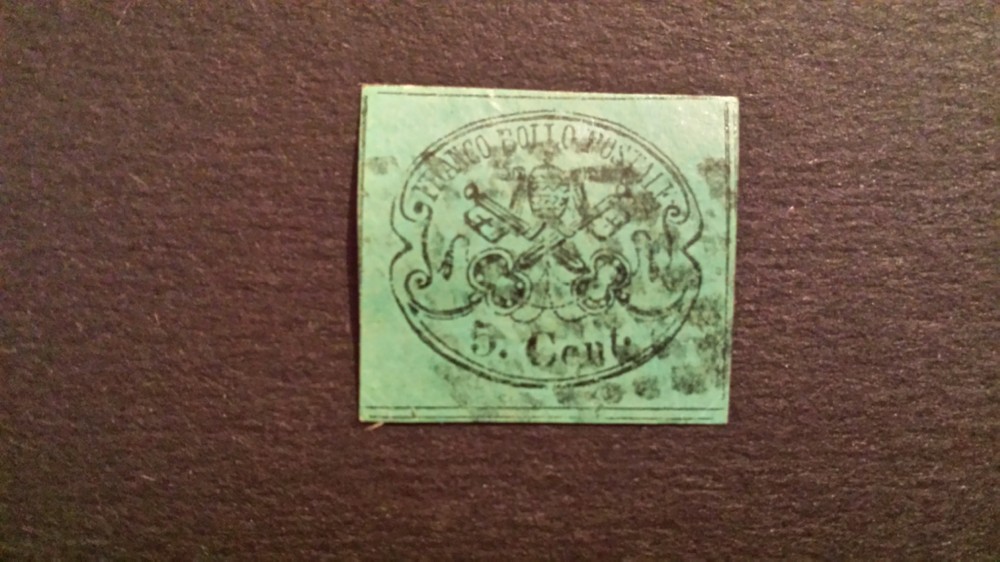 FRANCO BOLLO POSTALE
5. Cent.